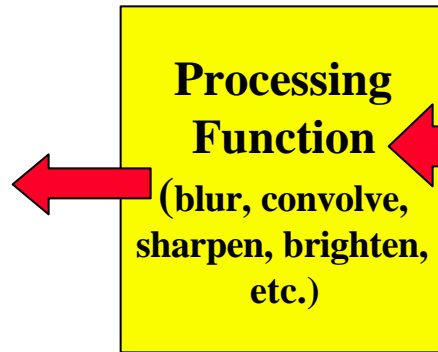 Processing
Function
(blur, convolve,
sharpen, brighten,
etc.)